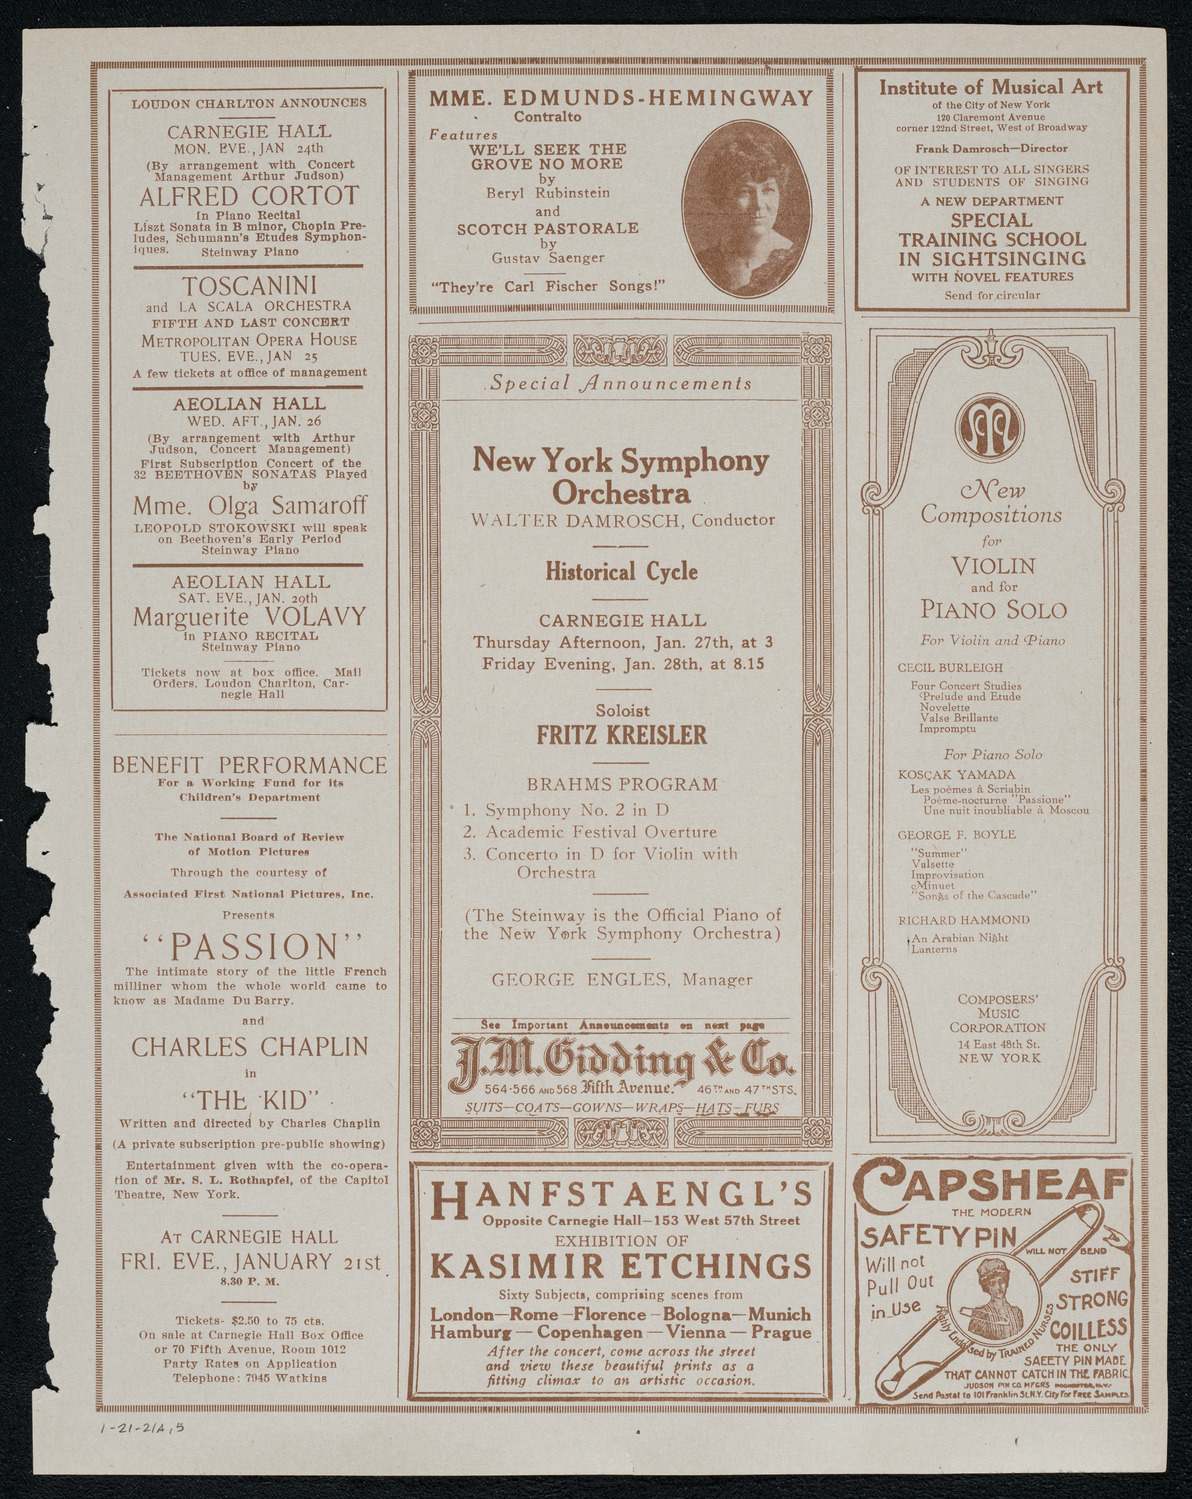 LOUDON CHARLTON ANNOUNCES
CARNEGIE HALL
MON. EVE., JAN 24th
(By arrangement with Concert
Management Arthur Judson)
ALFRED CORTOT
In Piano Recital
Liszt Sonata in B minor, Chopin Pre-
ludes, Schumann's Etudes Symphon-
iques. Steinway Piano
TOSCANINI
and LA SCALA ORCHESTRA
FIFTH AND LAST CONCERT
METROPOLITAN OPERA HOUSE
TUES. EVE., JAN 25
A few tickets at office of management
AEOLIAN HALL
WED. AFT., JAN. 26
(By arrangement with Arthur
Judson, Concert Management)
First Subscription Concert of the
32 BEETHOVEN SONATAS Played
by
Mme. Olga Samaroff
LEOPOLD STOKOWSKI will speak
on Beethoven's Early Period
Steinway Piano
AEOLIAN HALL
SAT. EVE., JAN. 29th
Marguerite VOLAVY
in PIANO RECITAL
Steinway Piano
Tickets now at box office. Mail
Orders, Loudon Charlton, Car-
negie Hall
BENEFIT PERFORMANCE
For a Working Fund for its
Children's Department
The National Board of Review
of Motion Pictures
Through the courtesy of
Associated First National Pictures, Inc.
Presents
"PASSION"
The intimate story of the little French
milliner whom the whole world came to
know as Madame Du Barry.
and
CHARLES CHAPLIN
in
"THE KID"
Written and directed by Charles Chaplin
(A private subscription pre-public showing)
Entertainment given with the co-opera-
tion of Mr. S. L. Rothapfel, of the Capitol
Theatre, New York.
AT CARNEGIE HALL
FRI. EVE., JANUARY 21st
8.30 P. M.
Tickets- $2.50 to 75 cts.
On sale at Carnegie Hall Box Office
or 70 Fifth Avenue, Room 1012
Party Rates on Application
Telephone: 7945 Watkins
MME. EDMUNDS-HEMINGWAY
Contralto
Features
WE'LL SEEK THE
GROVE NO MORE
by
Beryl Rubinstein
and
SCOTCH PASTORALE
by
Gustav Saenger
"They're Carl Fischer Songs!"
Special Announcements
New York Symphony
Orchestra
WALTER DAMROSCH, Conductor
Historical Cycle
CARNEGIE HALL
Thursday Afternoon, Jan. 27th, at 3
Friday Evening, Jan. 28th, at 8.15
Soloist
FRITZ KREISLER
BRAHMS PROGRAM
1. Symphony No. 2 in D
2. Academic Festival Overture
3. Concerto in D for Violin with
Orchestra
(The Steinway is the Official Piano of
the New York Symphony Orchestra)
GEORGE ENGLES, Manager
See Important Announcements on next page
J.M. Gidding & Co.
564-566 AND 568 Fifth Avenue. 46TH AND 47TH STS.
SUITS—COATS—GOWNS—WRAPS—HATS—FURS
HANFSTAENGL'S
Opposite Carnegie Hall—153 West 57th Street
EXHIBITION OF
KASIMIR ETCHINGS
Sixty Subjects, comprising scenes from
London—Rome—Florence—Bologna—Munich
Hamburg—Copenhagen—Vienna—Prague
After the concert, come across the street
and view these beautiful prints as a
fitting climax to an artistic occasion.
Institute of Musical Art
of the City of New York
120 Claremont Avenue
corner 122nd Street, West of Broadway
Frank Damrosch—Director
OF INTEREST TO ALL SINGERS
AND STUDENTS OF SINGING
A NEW DEPARTMENT
SPECIAL
TRAINING SCHOOL
IN SIGHTSINGING
WITH NOVEL FEATURES
Send for circular
New
Compositions
for
VIOLIN
and for
PIANO SOLO
For Violin and Piano
CECIL BURLEIGH
Four Concert Studies
Prelude and Etude
Novelette
Valse Brillante
Impromptu
For Piano Solo
KOSÇAK YAMADA
Les poèmes à Scriabin
Poème-nocturne "Passione"
Une nuit inoubliable à Moscou
GEORGE F. BOYLE
"Summer"
Valsette
Improvisation
Minuet
"Songs of the Cascade"
RICHARD HAMMOND
An Arabian Night
Lanterns
COMPOSERS'
MUSIC
CORPORATION
14 East 48th St.
NEW YORK
CAPSHEAF
THE MODERN
SAFETY PIN
WILL NOT BEND
Will not
Pull Out
in Use
STIFF
STRONG
COILLESS
Highly Endorsed by TRAINED NURSES
THE ONLY
SAFETY PIN MADE
THAT CANNOT CATCH IN THE FABRIC.
JUDSON PIN CO. MFGRS ROCHESTER, N.Y.
Send Postal to 101 Franklin St. N.Y. City for FREE SAMPLES.
1-21-21A, 5